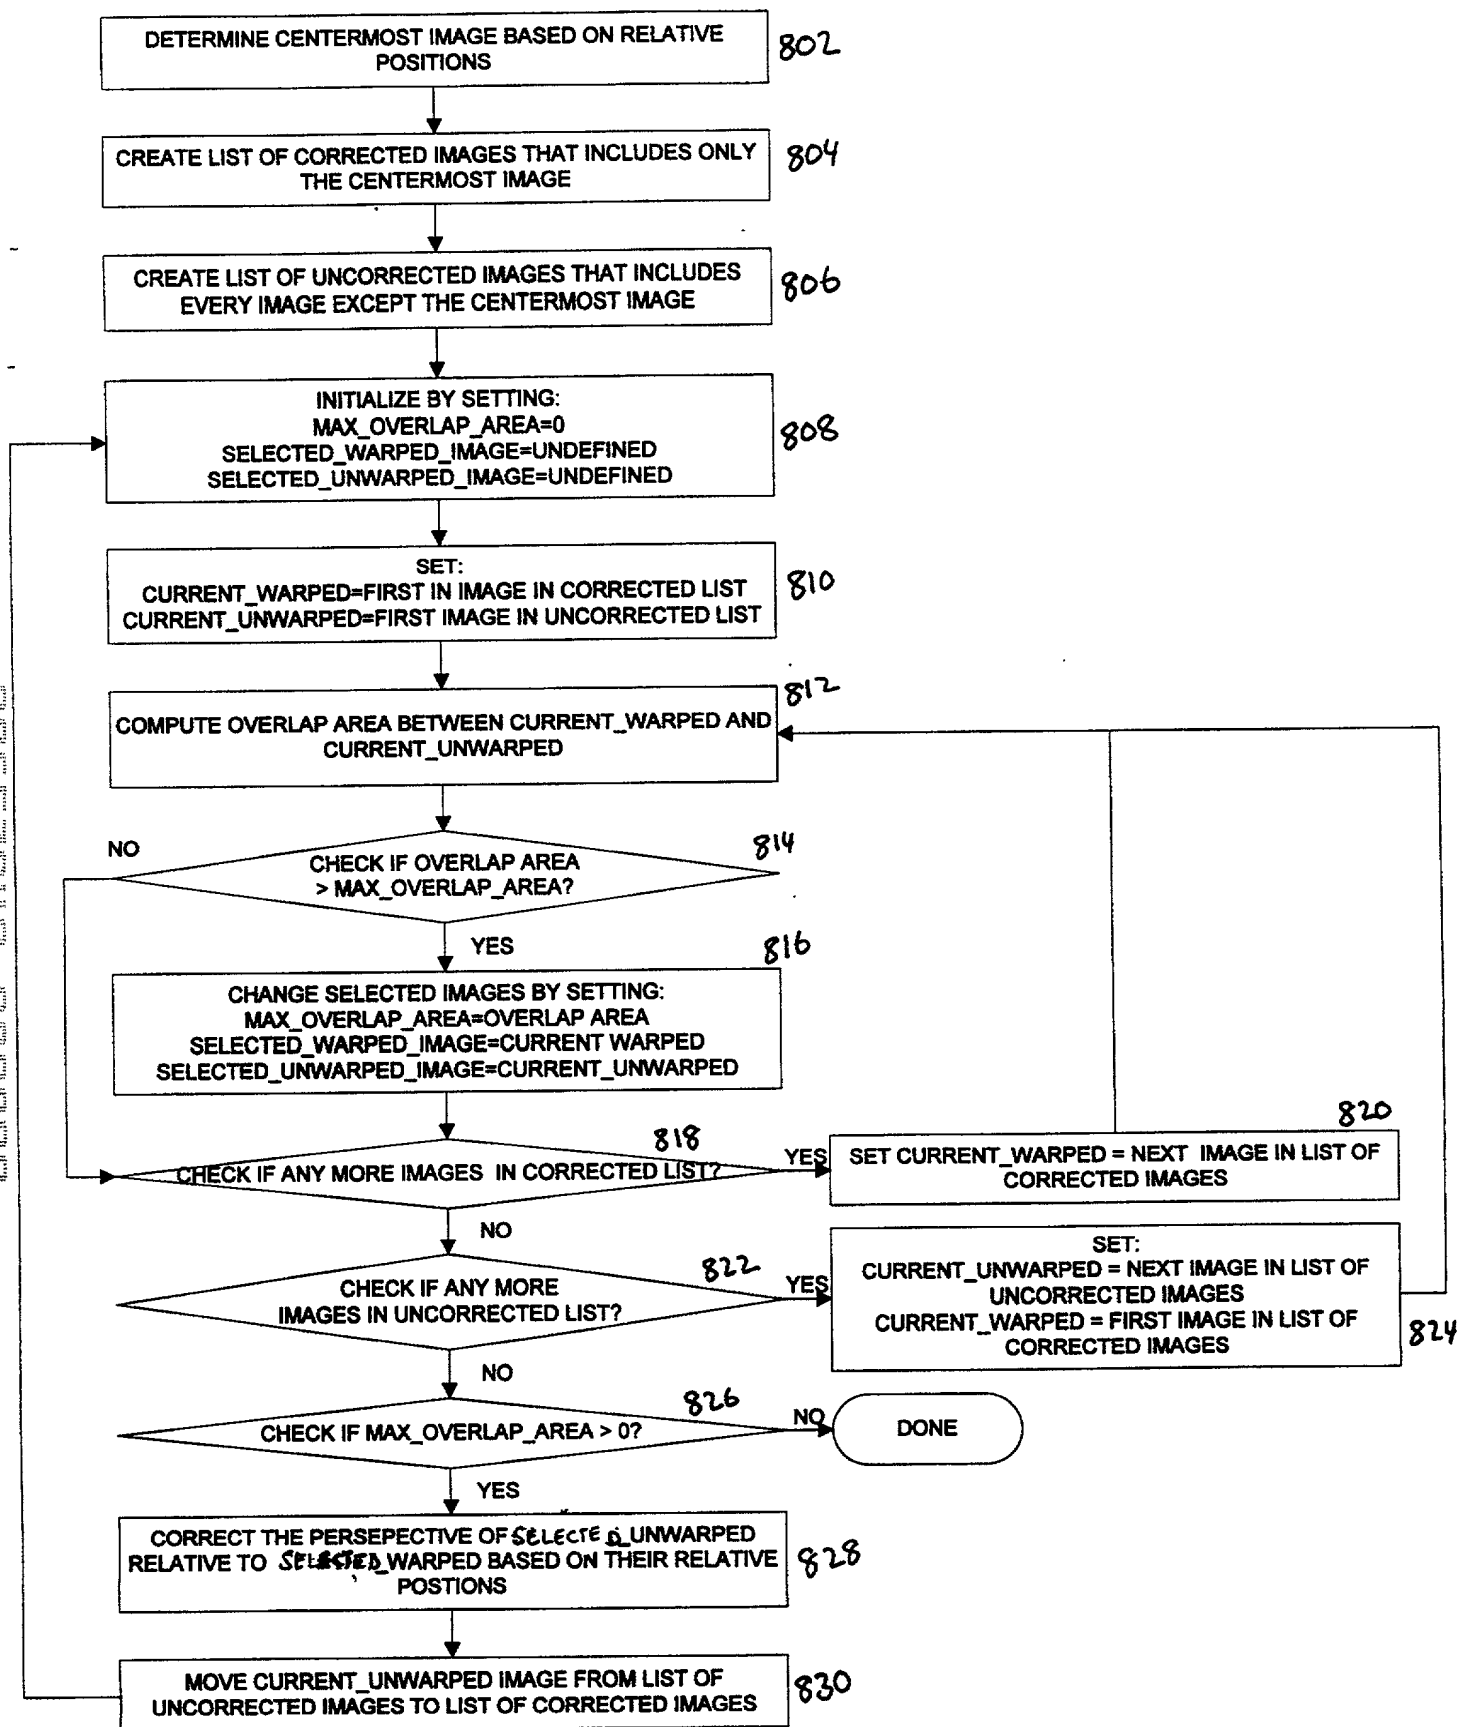 DETERMINE CENTERMOST IMAGE BASED ON RELATIVE
POSITIONS
802
CREATE LIST OF CORRECTED IMAGES THAT INCLUDES ONLY
THE CENTERMOST IMAGE
804
CREATE LIST OF UNCORRECTED IMAGES THAT INCLUDES
EVERY IMAGE EXCEPT THE CENTERMOST IMAGE
806
INITIALIZE BY SETTING:
MAX_OVERLAP_AREA=0
SELECTED_WARPED_IMAGE=UNDEFINED
SELECTED_UNWARPED_IMAGE=UNDEFINED
808
SET:
CURRENT_WARPED=FIRST IN IMAGE IN CORRECTED LIST
CURRENT_UNWARPED=FIRST IMAGE IN UNCORRECTED LIST
810
812
COMPUTE OVERLAP AREA BETWEEN CURRENT_WARPED AND
CURRENT_UNWARPED
NO
814
CHECK IF OVERLAP AREA
> MAX_OVERLAP_AREA?
YES
816
CHANGE SELECTED IMAGES BY SETTING:
MAX_OVERLAP_AREA=OVERLAP AREA
SELECTED_WARPED_IMAGE=CURRENT WARPED
SELECTED_UNWARPED_IMAGE=CURRENT_UNWARPED
818
CHECK IF ANY MORE IMAGES IN CORRECTED LIST?
YES
820
SET CURRENT_WARPED = NEXT IMAGE IN LIST OF
CORRECTED IMAGES
NO
822
CHECK IF ANY MORE
IMAGES IN UNCORRECTED LIST?
YES
SET:
CURRENT_UNWARPED = NEXT IMAGE IN LIST OF
UNCORRECTED IMAGES
CURRENT_WARPED = FIRST IMAGE IN LIST OF
CORRECTED IMAGES
824
NO
826
CHECK IF MAX_OVERLAP_AREA > 0?
NO
DONE
YES
CORRECT THE PERSEPECTIVE OF SELECTED_UNWARPED
RELATIVE TO SELECTED_WARPED BASED ON THEIR RELATIVE
POSTIONS
828
MOVE CURRENT_UNWARPED IMAGE FROM LIST OF
UNCORRECTED IMAGES TO LIST OF CORRECTED IMAGES
830